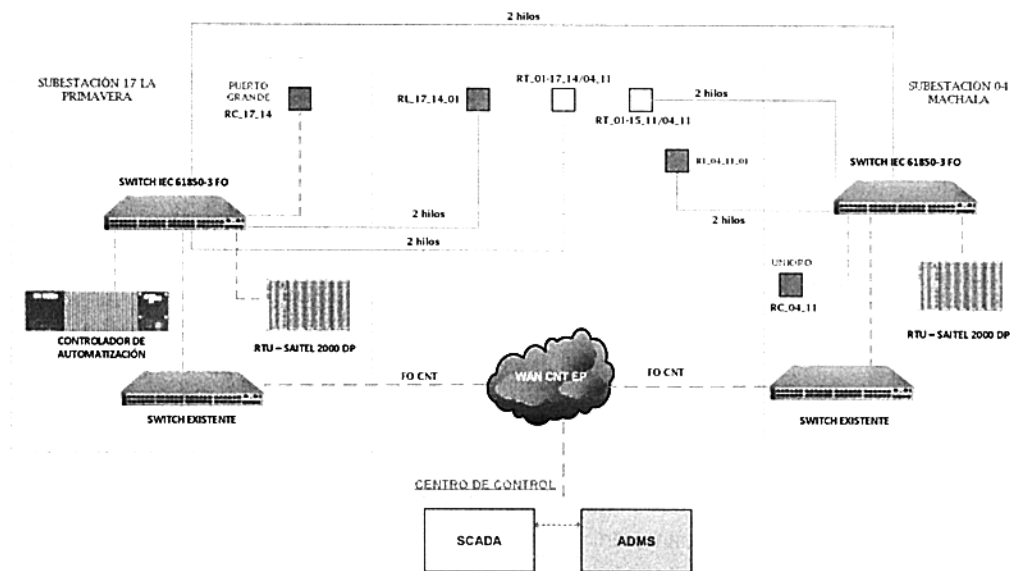 2 hilos
SUBESTACIÓN 17 LA
PRIMAVERA
PUERTO
GRANDE
RC_17_14
RL_17_14_01
RT_01-17_14/04_11
RT_01-15_11/04_11
2 hilos
SUBESTACIÓN 04
MACHALA
RL_04_11_01
SWITCH IEC 61850-3 FO
SWITCH IEC 61850-3 FO
2 hilos
2 hilos
2 hilos
UNIORO
RC_04_11
CONTROLADOR DE
AUTOMATIZACIÓN
RTU – SAITEL 2000 DP
RTU – SAITEL 2000 DP
FO CNT
WAN CNT EP
FO CNT
SWITCH EXISTENTE
SWITCH EXISTENTE
CENTRO DE CONTROL
SCADA
ADMS